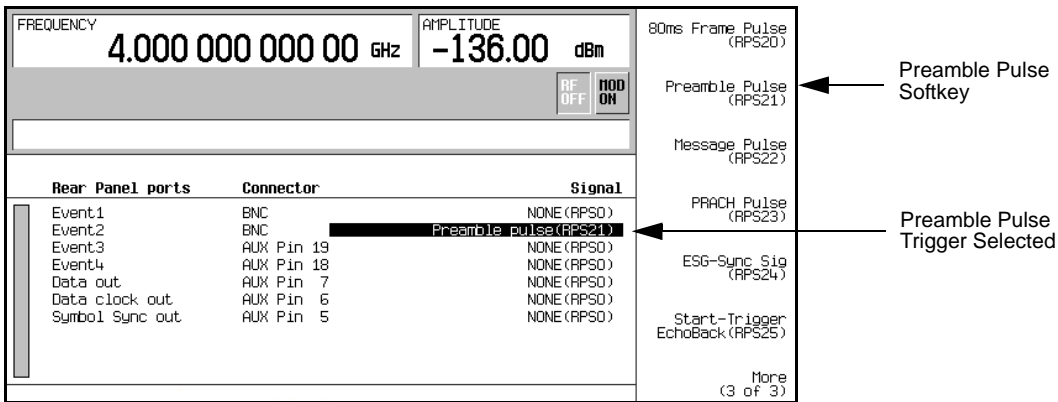 FREQUENCY
4.000 000 000 00 GHz
AMPLITUDE
-136.00 dBm
RF OFF
MOD ON
Rear Panel ports Connector Signal
Event1 BNC NONE(RPS0)
Event2 BNC Preamble pulse(RPS21)
Event3 AUX Pin 19 NONE(RPS0)
Event4 AUX Pin 18 NONE(RPS0)
Data out AUX Pin 7 NONE(RPS0)
Data clock out AUX Pin 6 NONE(RPS0)
Symbol Sync out AUX Pin 5 NONE(RPS0)
80ms Frame Pulse
(RPS20)
Preamble Pulse
(RPS21)
Message Pulse
(RPS22)
PRACH Pulse
(RPS23)
ESG-Sync Sig
(RPS24)
Start-Trigger
EchoBack(RPS25)
More
(3 of 3)
Preamble Pulse
Softkey
Preamble Pulse
Trigger Selected